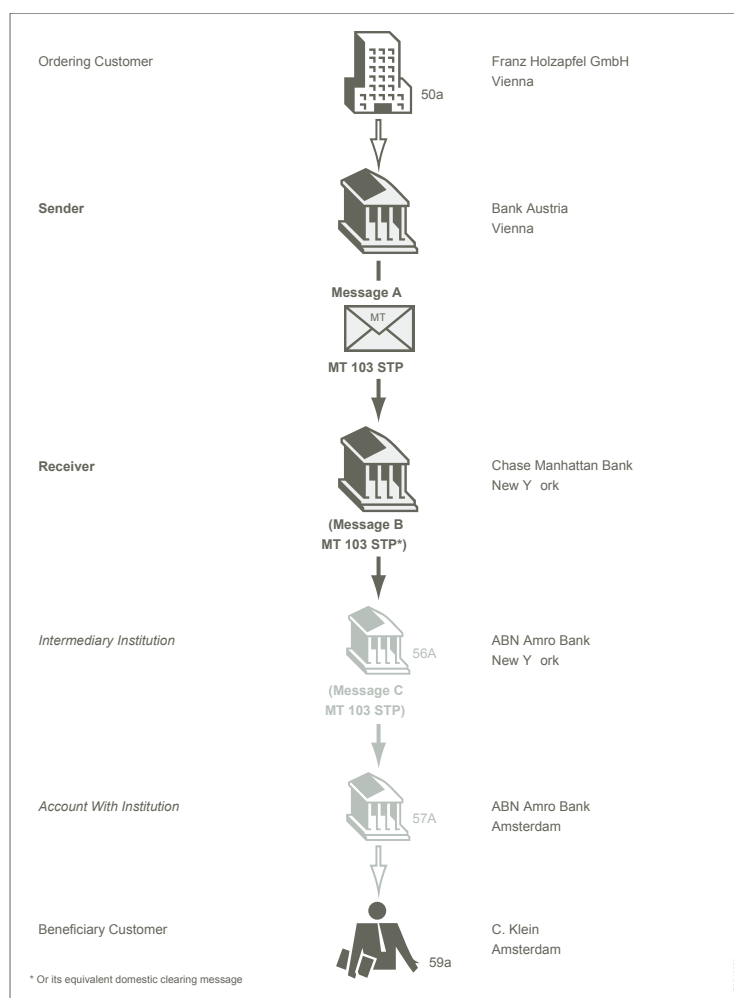 Ordering Customer
50a
Franz Holzapfel GmbH
Vienna
Sender
Bank Austria
Vienna
Message A
MT
MT 103 STP
Receiver
Chase Manhattan Bank
New Y ork
(Message B
MT 103 STP*)
Intermediary Institution
56A
ABN Amro Bank
New Y ork
(Message C
MT 103 STP)
Account With Institution
57A
ABN Amro Bank
Amsterdam
Beneficiary Customer
59a
C. Klein
Amsterdam
* Or its equivalent domestic clearing message